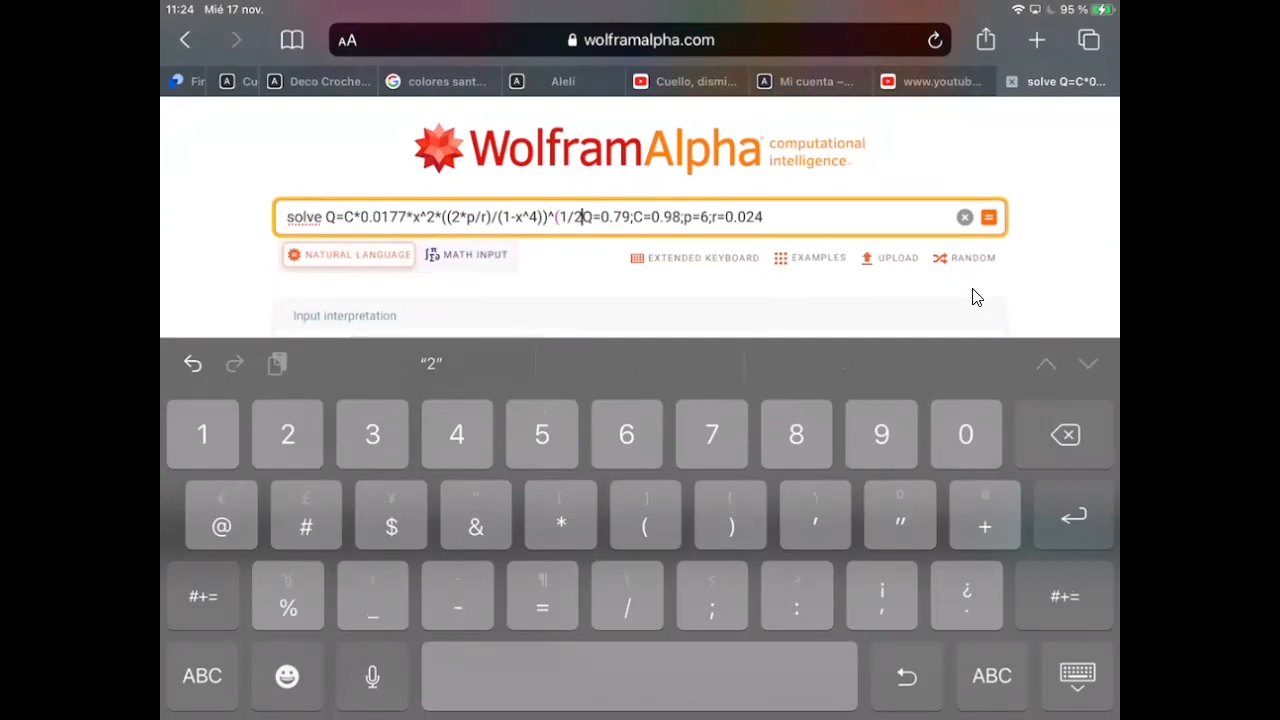 11:24 Mié 17 nov. 95 %
AA wolframalpha.com
Fir Cu Deco Croche... colores sant... Alelí Cuello, dismi... Mi cuenta –... www.youtub... solve Q=C*0...
WolframAlpha computational intelligence.
solve Q=C*0.0177*x^2*((2*p/r)/(1-x^4))^(1/2Q=0.79;C=0.98;p=6;r=0.024
NATURAL LANGUAGE MATH INPUT EXTENDED KEYBOARD EXAMPLES UPLOAD RANDOM
Input interpretation
“2”
1 2 3 4 5 6 7 8 9 0
@ # $ & * ( ) ' " +
#+= % _ - = / ; : , . #+=
ABC ABC